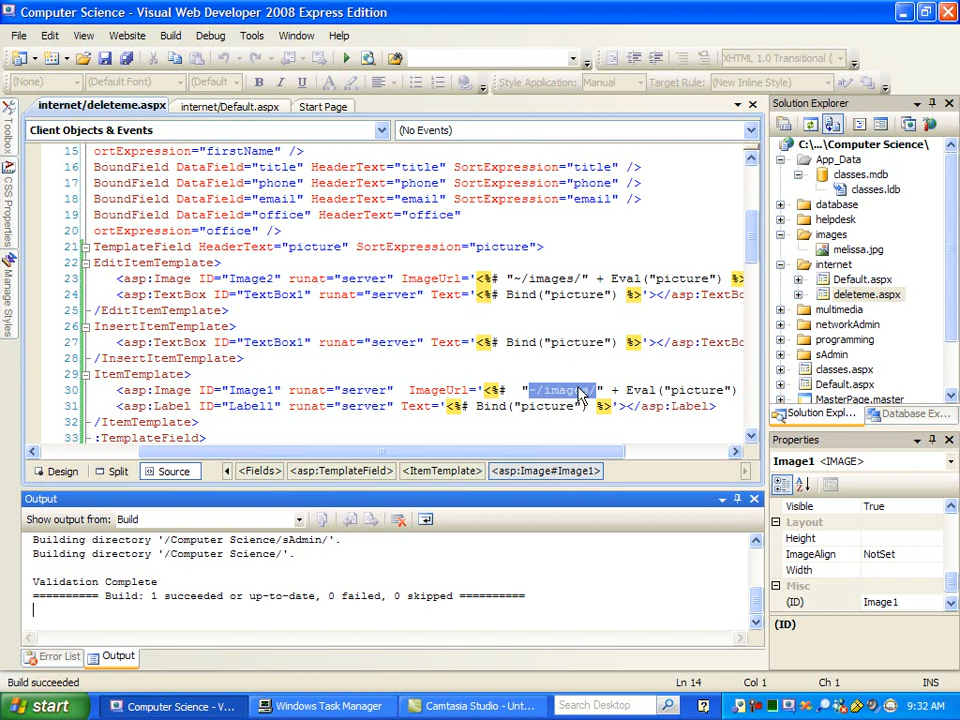 Computer Science - Visual Web Developer 2008 Express Edition
File Edit View Website Build Debug Tools Window Help
(None) (Default Font) (Default Style Application: Manual Target Rule: (New Inline Style) XHTML 1.0 Transitional (
internet/deleteme.aspx internet/Default.aspx Start Page
Client Objects & Events (No Events)
15 ortExpression="firstName" />
16 BoundField DataField="title" HeaderText="title" SortExpression="title" />
17 BoundField DataField="phone" HeaderText="phone" SortExpression="phone" />
18 BoundField DataField="email" HeaderText="email" SortExpression="email" />
19 BoundField DataField="office" HeaderText="office"
20 ortExpression="office" />
21 TemplateField HeaderText="picture" SortExpression="picture">
22 EditItemTemplate>
23 <asp:Image ID="Image2" runat="server" ImageUrl='<%# "~/images/" + Eval("picture") %>
24 <asp:TextBox ID="TextBox1" runat="server" Text='<%# Bind("picture") %>'></asp:TextBo
25 /EditItemTemplate>
26 InsertItemTemplate>
27 <asp:TextBox ID="TextBox1" runat="server" Text='<%# Bind("picture") %>'></asp:TextBo
28 /InsertItemTemplate>
29 ItemTemplate>
30 <asp:Image ID="Image1" runat="server" ImageUrl='<%# "~/images/" + Eval("picture")
31 <asp:Label ID="Label1" runat="server" Text='<%# Bind("picture") %>'></asp:Label>
32 /ItemTemplate>
33 :TemplateField>
Design Split Source <Fields> <asp:TemplateField> <ItemTemplate> <asp:Image#Image1>
Output
Show output from: Build
Building directory '/Computer Science/sAdmin/'.
Building directory '/Computer Science/'.
Validation Complete
========== Build: 1 succeeded or up-to-date, 0 failed, 0 skipped ==========
Error List Output
Toolbox
CSS Properties
Manage Styles
Solution Explorer
C:\...\Computer Science\
App_Data
classes.mdb
classes.ldb
database
helpdesk
images
melissa.jpg
internet
Default.aspx
deleteme.aspx
multimedia
networkAdmin
programming
sAdmin
Default.aspx
MasterPage.master
Solution Expl... Database Ex...
Properties
Image1 <IMAGE>
Visible True
Layout
Height
ImageAlign NotSet
Width
Misc
(ID) Image1
(ID)
Build succeeded Ln 14 Col 1 Ch 1 INS
start Computer Science - V... Windows Task Manager Camtasia Studio - Unt... Search Desktop 9:32 AM